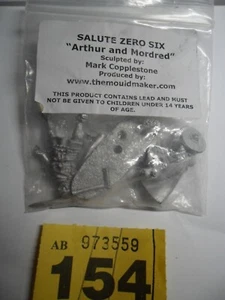 SALUTE ZERO SIX
"Arthur and Mordred"
Sculpted by:
Mark Copplestone
Produced by:
www.themouldmaker.com
THIS PRODUCT CONTAINS LEAD AND MUST
NOT BE GIVEN TO CHILDREN UNDER 14 YEARS
OF AGE.
AB 973559
154